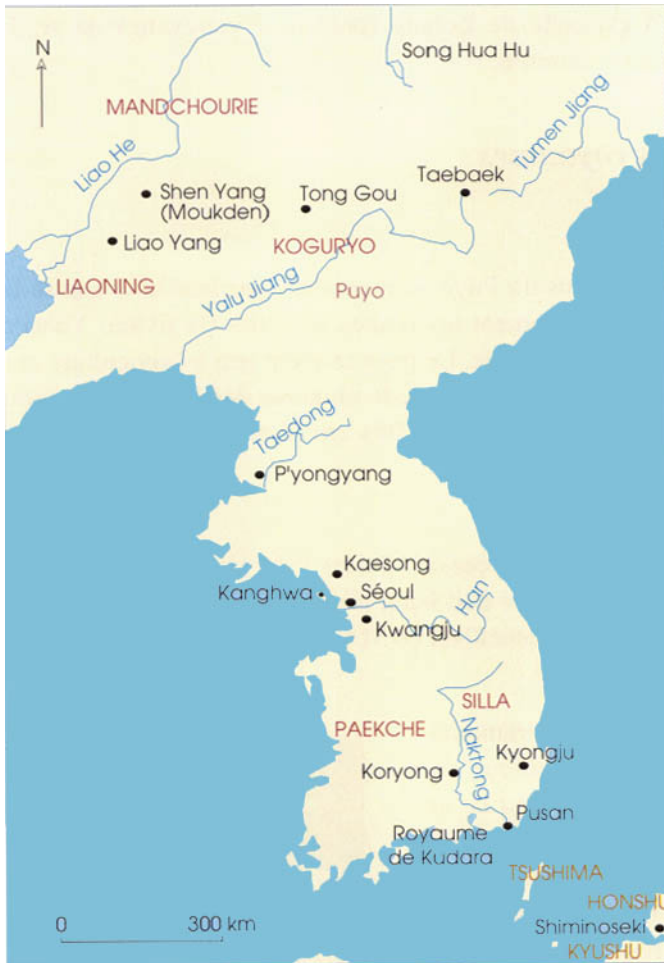 N
Song Hua Hu
MANDCHOURIE
Liao He
Tumen Jiang
Taebaek
Shen Yang
(Moukden)
Tong Gou
Liao Yang
KOGURYO
LIAONING
Yalu Jiang
Puyo
Taedong
P'yongyang
Kaesong
Kanghwa
Séoul
Han
Kwangju
SILLA
PAEKCHE
Naktong
Kyongju
Koryong
Pusan
Royaume
de Kudara
TSUSHIMA
HONSHU
0 300 km
Shiminoseki
KYUSHU